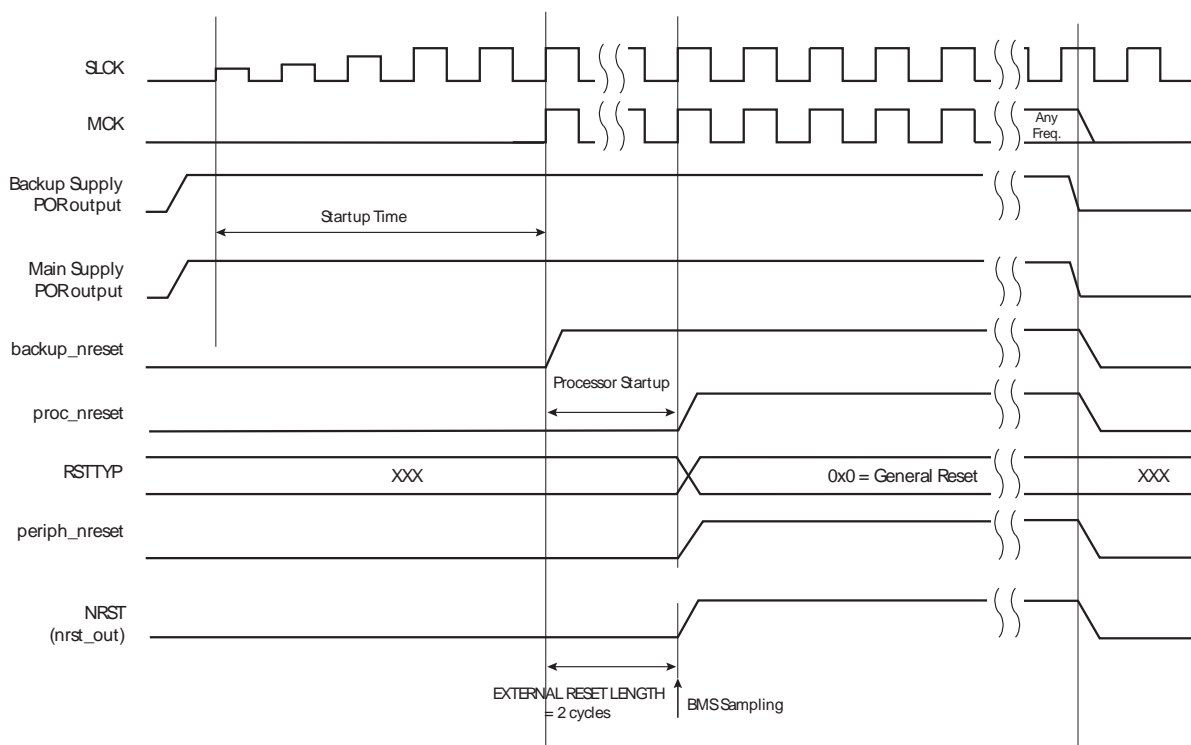 SLCK
MCK
Any
Freq.
Backup Supply
POR output
Startup Time
Main Supply
POR output
backup_nreset
Processor Startup
proc_nreset
RSTTYP
XXX
0x0 = General Reset
XXX
periph_nreset
NRST
(nrst_out)
EXTERNAL RESET LENGTH
= 2 cycles
BMS Sampling